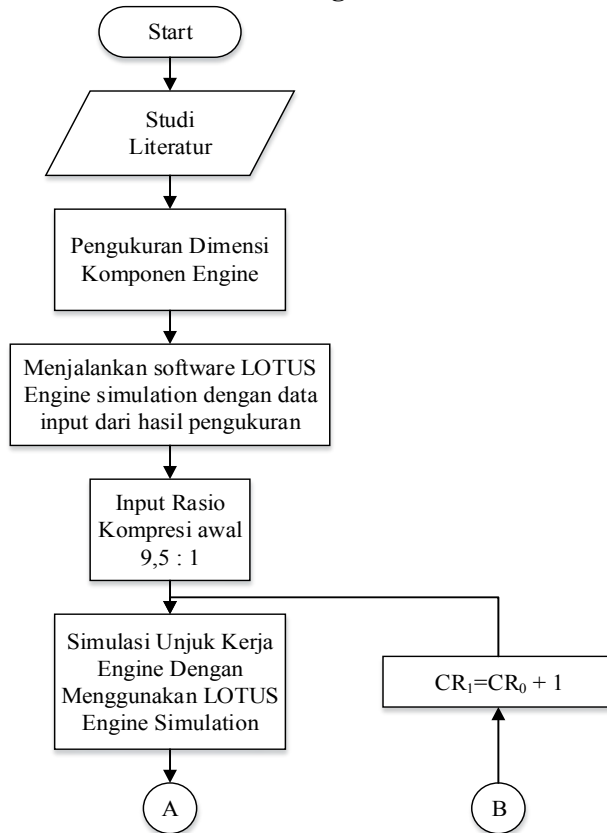 Start
Studi
Literatur
Pengukuran Dimensi
Komponen Engine
Menjalankan software LOTUS
Engine simulation dengan data
input dari hasil pengukuran
Input Rasio
Kompresi awal
9,5 : 1
Simulasi Unjuk Kerja
Engine Dengan
Menggunakan LOTUS
Engine Simulation
CR₁=CR₀ + 1
A
B